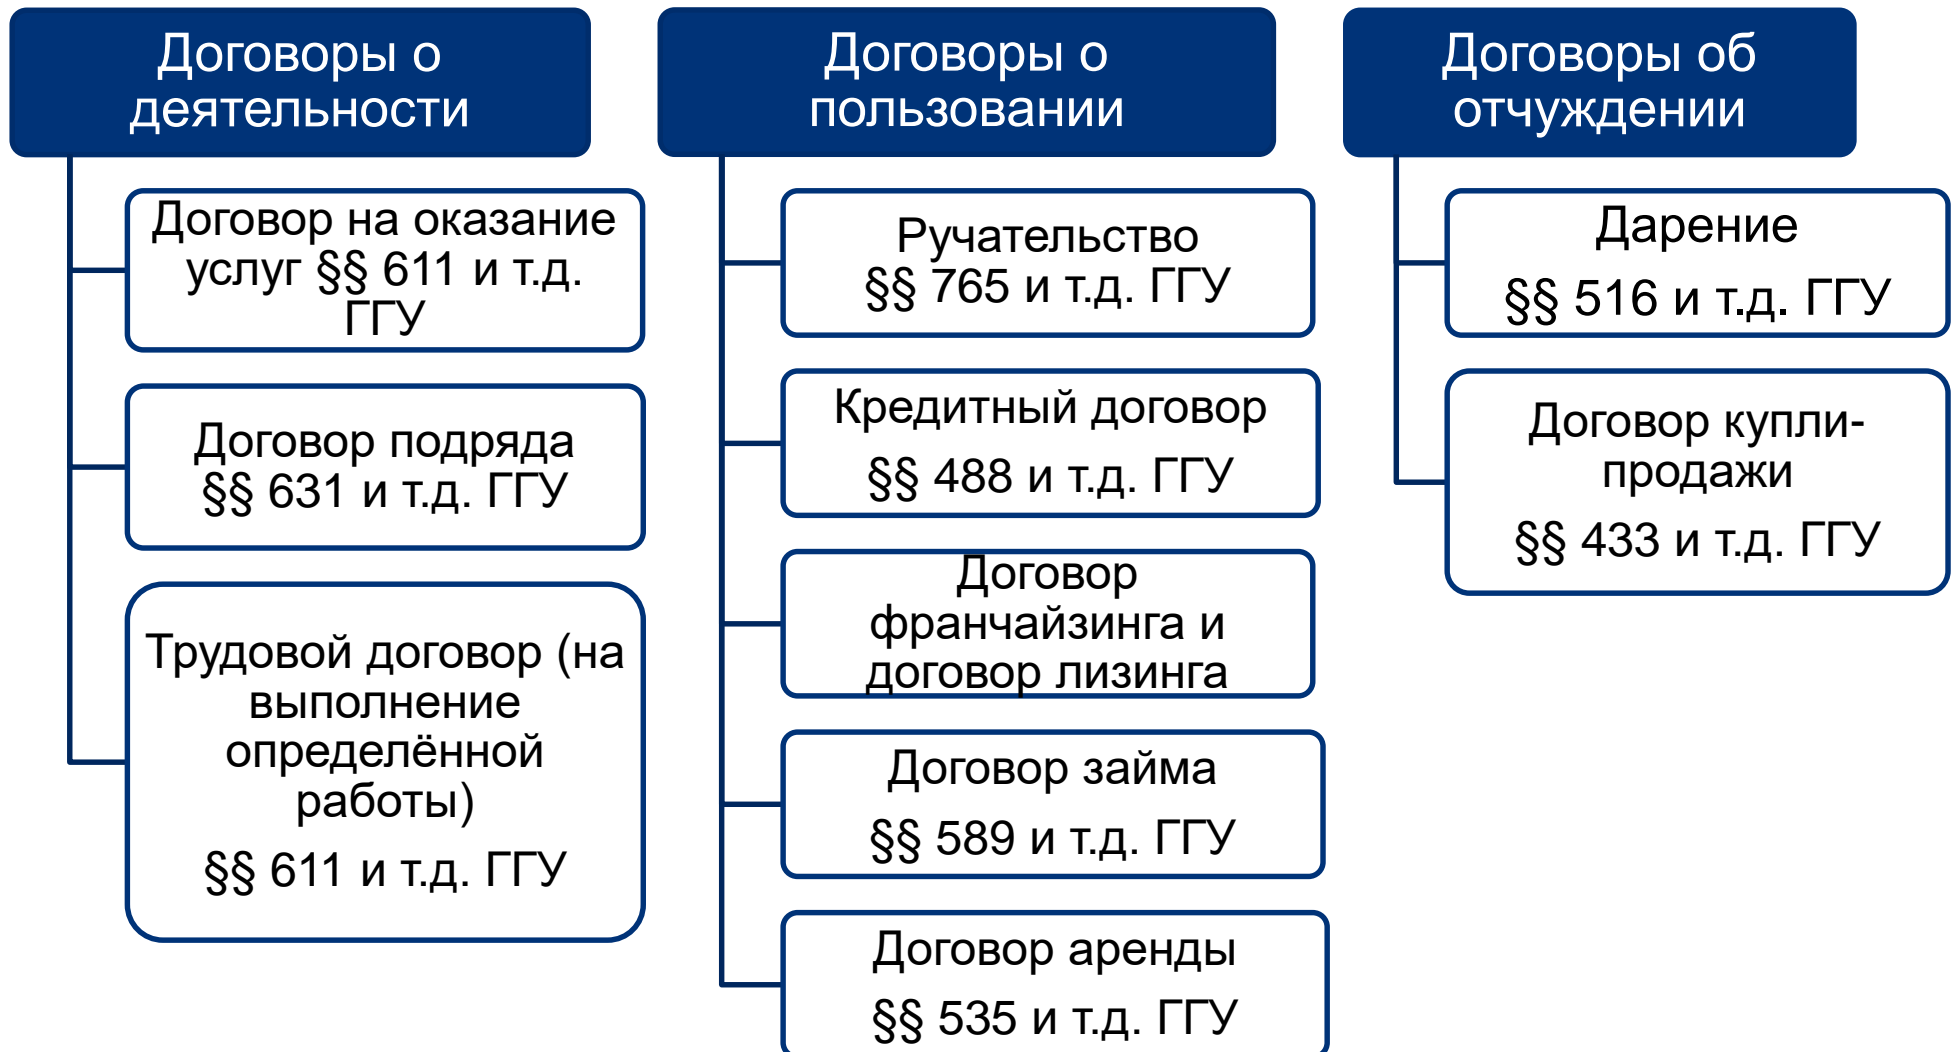 Договоры о
деятельности
Договор на оказание
услуг §§ 611 и т.д.
ГГУ
Договор подряда
§§ 631 и т.д. ГГУ
Трудовой договор (на
выполнение
определённой
работы)
§§ 611 и т.д. ГГУ
Договоры о
пользовании
Ручательство
§§ 765 и т.д. ГГУ
Кредитный договор
§§ 488 и т.д. ГГУ
Договор
франчайзинга и
договор лизинга
Договор займа
§§ 589 и т.д. ГГУ
Договор аренды
§§ 535 и т.д. ГГУ
Договоры об
отчуждении
Дарение
§§ 516 и т.д. ГГУ
Договор купли-
продажи
§§ 433 и т.д. ГГУ